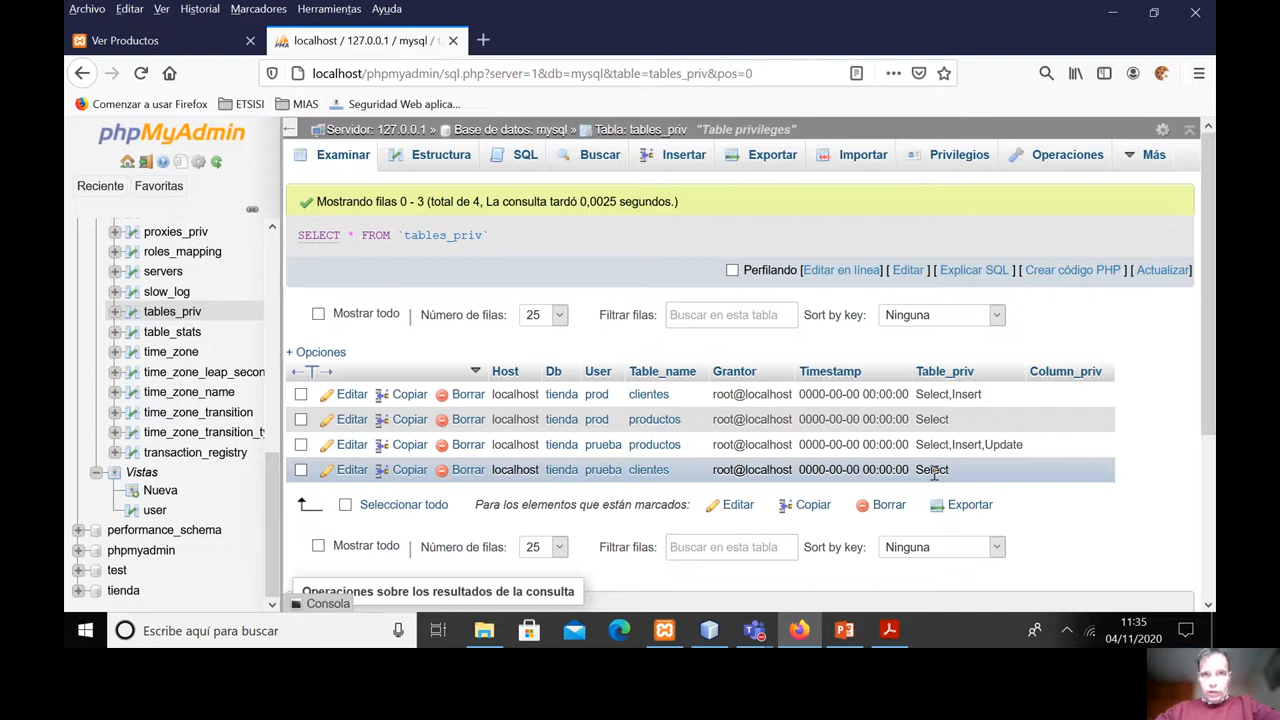 Archivo Editar Ver Historial Marcadores Herramientas Ayuda
Ver Productos
localhost / 127.0.0.1 / mysql /
localhost/phpmyadmin/sql.php?server=1&db=mysql&table=tables_priv&pos=0
Comenzar a usar Firefox ETSISI MIAS Seguridad Web aplica...
phpMyAdmin
Reciente Favoritas
proxies_priv
roles_mapping
servers
slow_log
tables_priv
table_stats
time_zone
time_zone_leap_secon
time_zone_name
time_zone_transition
time_zone_transition_ty
transaction_registry
Vistas
Nueva
user
performance_schema
phpmyadmin
test
tienda
Servidor: 127.0.0.1 » Base de datos: mysql » Tabla: tables_priv "Table privileges"
Examinar Estructura SQL Buscar Insertar Exportar Importar Privilegios Operaciones Más
Mostrando filas 0 - 3 (total de 4, La consulta tardó 0,0025 segundos.)
SELECT * FROM `tables_priv`
Perfilando [Editar en línea] [ Editar ] [ Explicar SQL ] [ Crear código PHP ] [ Actualizar]
Mostrar todo | Número de filas: 25 Filtrar filas: Buscar en esta tabla Sort by key: Ninguna
+ Opciones
←T→ Host Db User Table_name Grantor Timestamp Table_priv Column_priv
Editar Copiar Borrar localhost tienda prod clientes root@localhost 0000-00-00 00:00:00 Select,Insert
Editar Copiar Borrar localhost tienda prod productos root@localhost 0000-00-00 00:00:00 Select
Editar Copiar Borrar localhost tienda prueba productos root@localhost 0000-00-00 00:00:00 Select,Insert,Update
Editar Copiar Borrar localhost tienda prueba clientes root@localhost 0000-00-00 00:00:00 Select
Seleccionar todo Para los elementos que están marcados: Editar Copiar Borrar Exportar
Mostrar todo | Número de filas: 25 Filtrar filas: Buscar en esta tabla Sort by key: Ninguna
Operaciones sobre los resultados de la consulta
Consola
Escribe aquí para buscar
11:35
04/11/2020